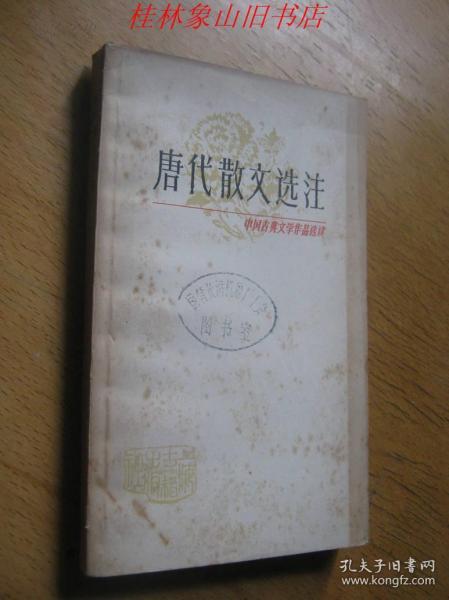 桂林象山旧书店
唐代散文选注
中国古典文学作品选读
图书室
孔夫子旧书网
www.kongfz.com